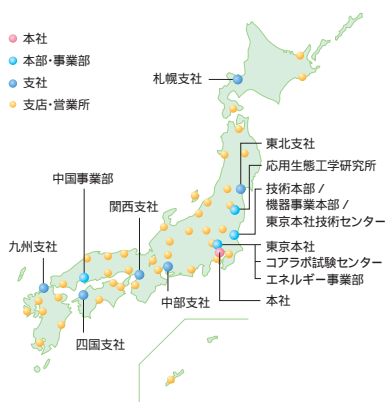 本社
本部・事業部
支社
支店・営業所
札幌支社
東北支社
応用生態工学研究所
技術本部 /
機器事業本部 /
東京本社技術センター
東京本社
コアラボ試験センター
エネルギー事業部
本社
中国事業部
関西支社
九州支社
中部支社
四国支社